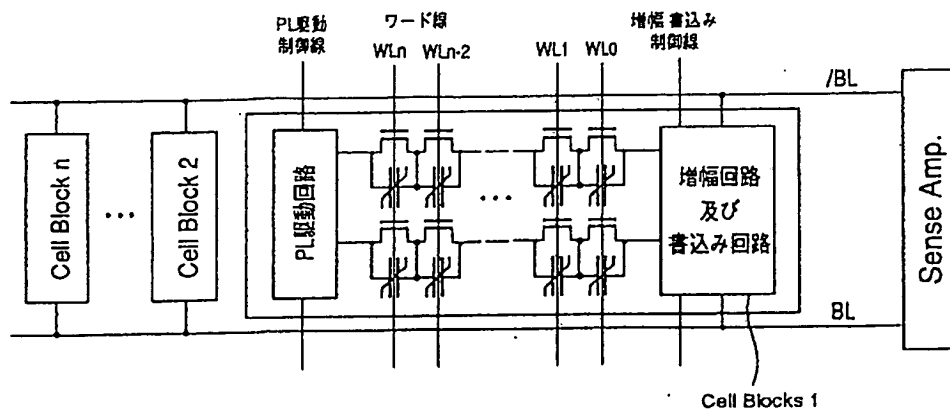 PL駆動
制御線
ワード線
WLn WLn-2
WL1 WL0
増幅 書込み
制御線
/BL
Cell Block n
...
Cell Block 2
PL駆動回路
...
増幅回路
及び
書込み回路
Sense Amp.
BL
Cell Blocks 1